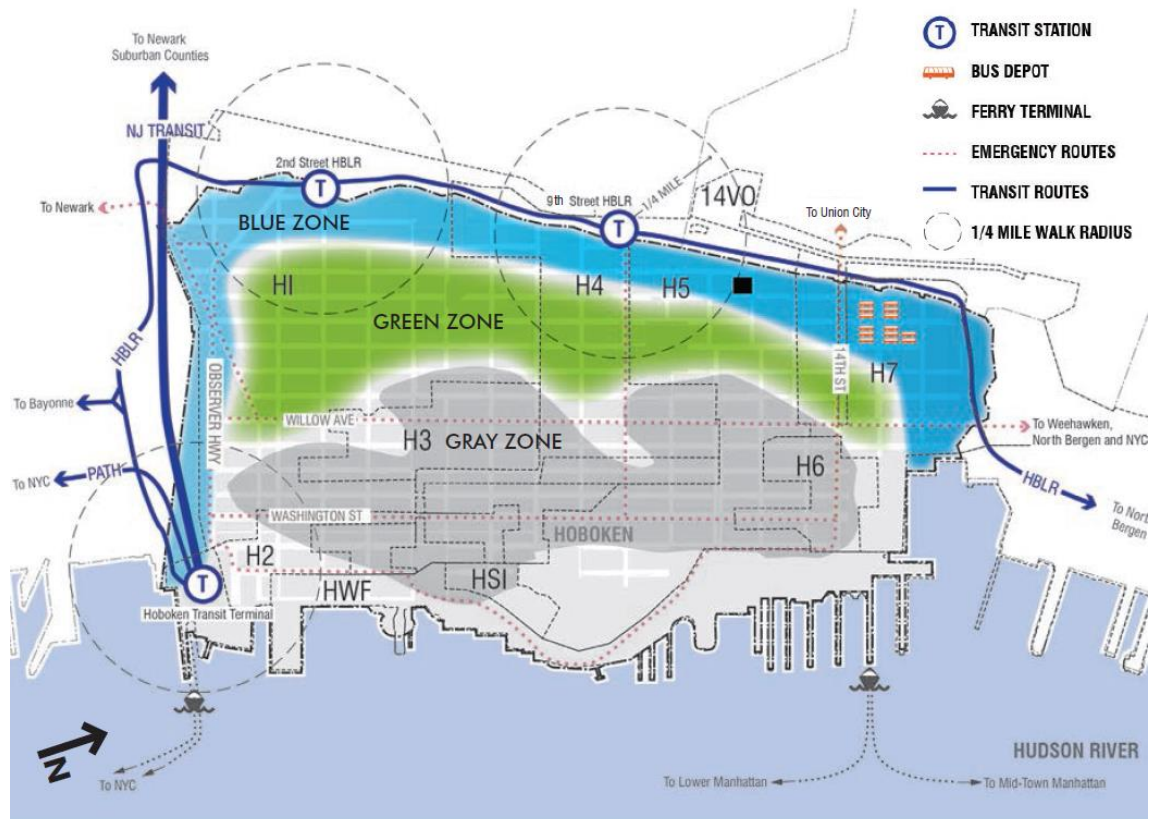 To Newark
Suburban Counties
NJ TRANSIT
2nd Street HBLR
T
9th Street HBLR
T
1/4 MILE
14VO
To Union City
T
TRANSIT STATION
BUS DEPOT
FERRY TERMINAL
EMERGENCY ROUTES
TRANSIT ROUTES
1/4 MILE WALK RADIUS
To Newark
BLUE ZONE
H1
H4
H5
GREEN ZONE
HBLR
OBSERVER HWY
14TH ST
H7
To Bayonne
WILLOW AVE
H3
GRAY ZONE
To Weehawken,
North Bergen and NYC
H6
To NYC
PATH
HBLR
WASHINGTON ST
HOBOKEN
To Nor
Bergen
H2
HSI
HWF
T
Hoboken Transit Terminal
N
To NYC
To Lower Manhattan
To Mid-Town Manhattan
HUDSON RIVER